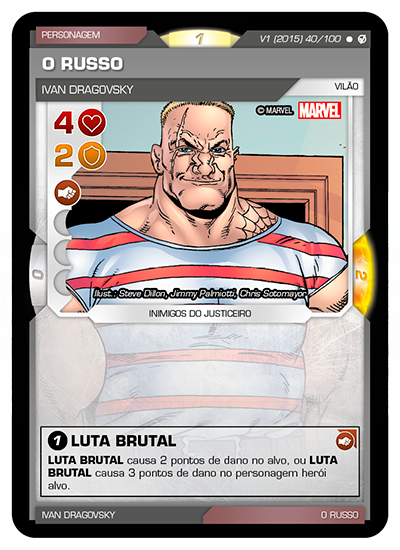 PERSONAGEM
1
V1 (2015) 40/100
O RUSSO
IVAN DRAGOVSKY
VILÃO
4
© MARVEL
MARVEL
2
0
2
Ilust.: Steve Dillon, Jimmy Palmiotti, Chris Sotomayor
INIMIGOS DO JUSTICEIRO
1 LUTA BRUTAL
LUTA BRUTAL causa 2 pontos de dano no alvo, ou LUTA
BRUTAL causa 3 pontos de dano no personagem herói
alvo.
IVAN DRAGOVSKY
O RUSSO